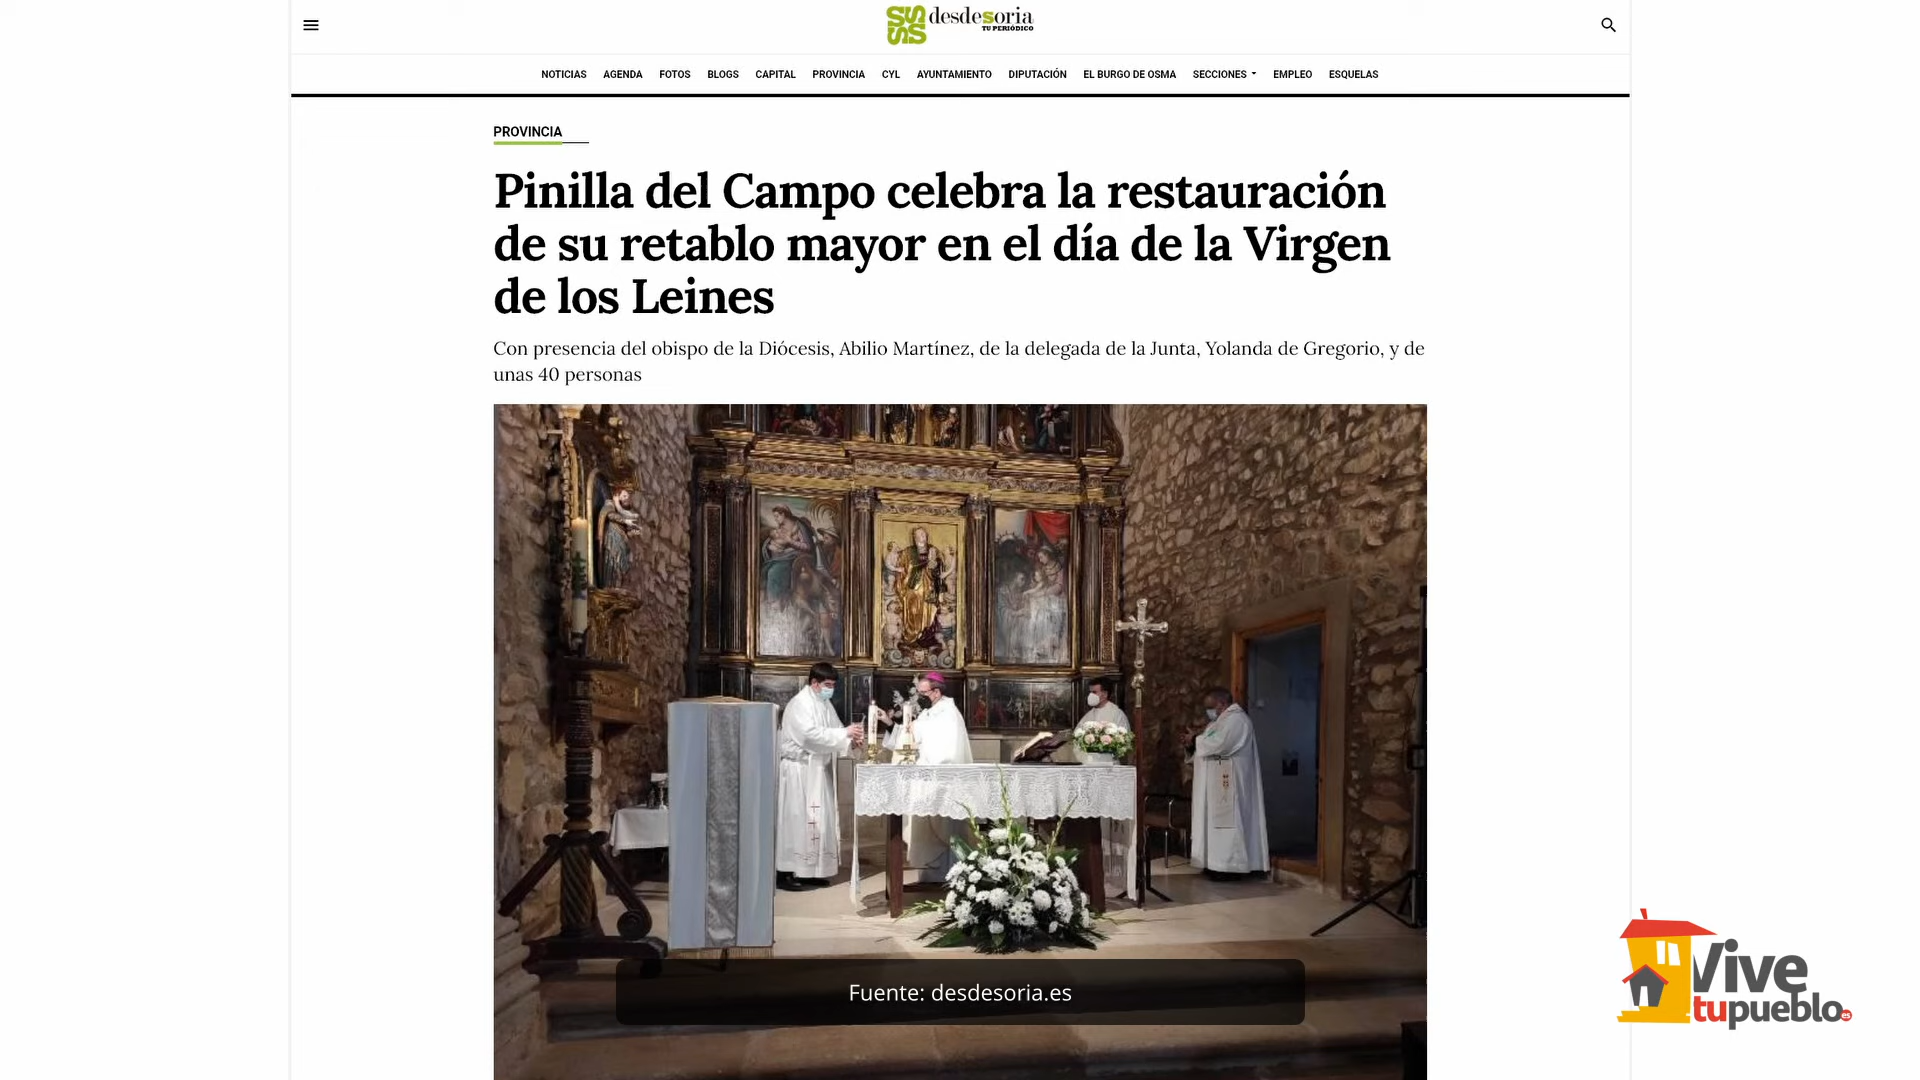 desdesoria
TU PERIÓDICO
NOTICIAS AGENDA FOTOS BLOGS CAPITAL PROVINCIA CYL AYUNTAMIENTO DIPUTACIÓN EL BURGO DE OSMA SECCIONES EMPLEO ESQUELAS
PROVINCIA
Pinilla del Campo celebra la restauración
de su retablo mayor en el día de la Virgen
de los Leines
Con presencia del obispo de la Diócesis, Abilio Martínez, de la delegada de la Junta, Yolanda de Gregorio, y de
unas 40 personas
Fuente: desdesoria.es
Vive
tupueblo.es